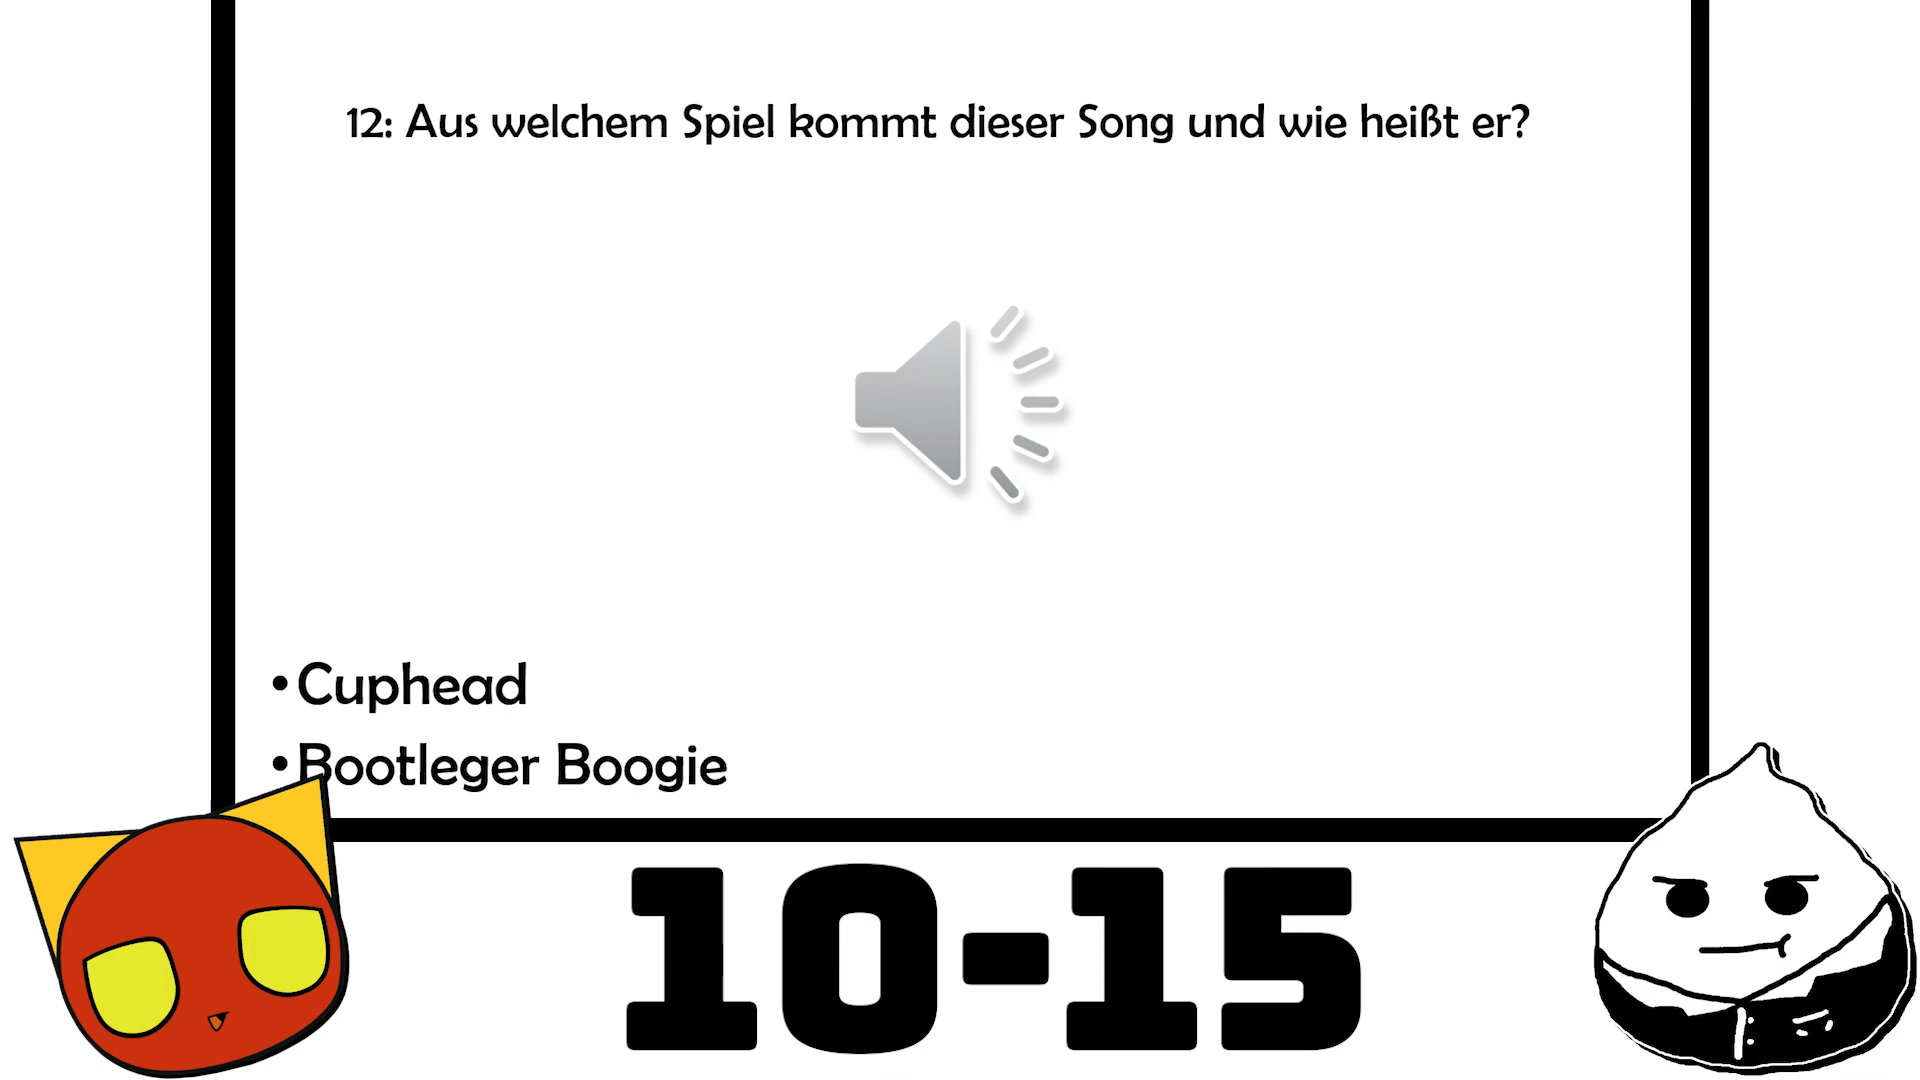 12: Aus welchem Spiel kommt dieser Song und wie heißt er?
• Cuphead
• Bootleger Boogie
10-15